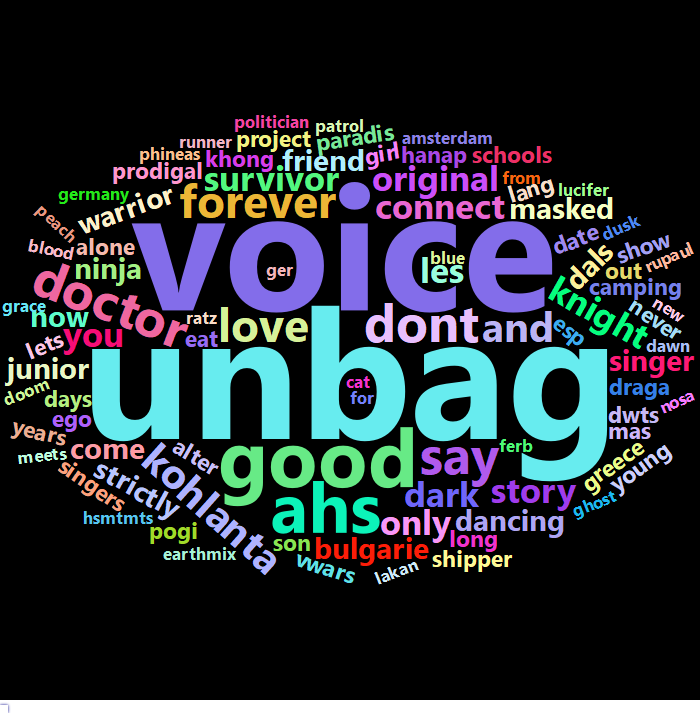 politician
patrol
runner
project
paradis
amsterdam
phineas
khong
friend
girl
hanap
schools
prodigal
survivor
original
from
lang
lucifer
germany
warrior
forever
connect
masked
peach
voice
date
dusk
blood
alone
ninja
ger
blue
les
dals
out
show
rupaul
camping
grace
now
doctor
ratz
eat
love
dont
and
esp
knight
never
new
dawn
lets
you
unbag
singer
junior
cat
for
draga
nosa
doom
days
ego
dwts
mas
years
meets
come
alter
good
say
ferb
greece
young
singers
strictly
kohlanta
ahs
dark
story
ghost
hsmtmts
pogi
only
dancing
earthmix
son
bulgarie
long
shipper
vwars
lakan